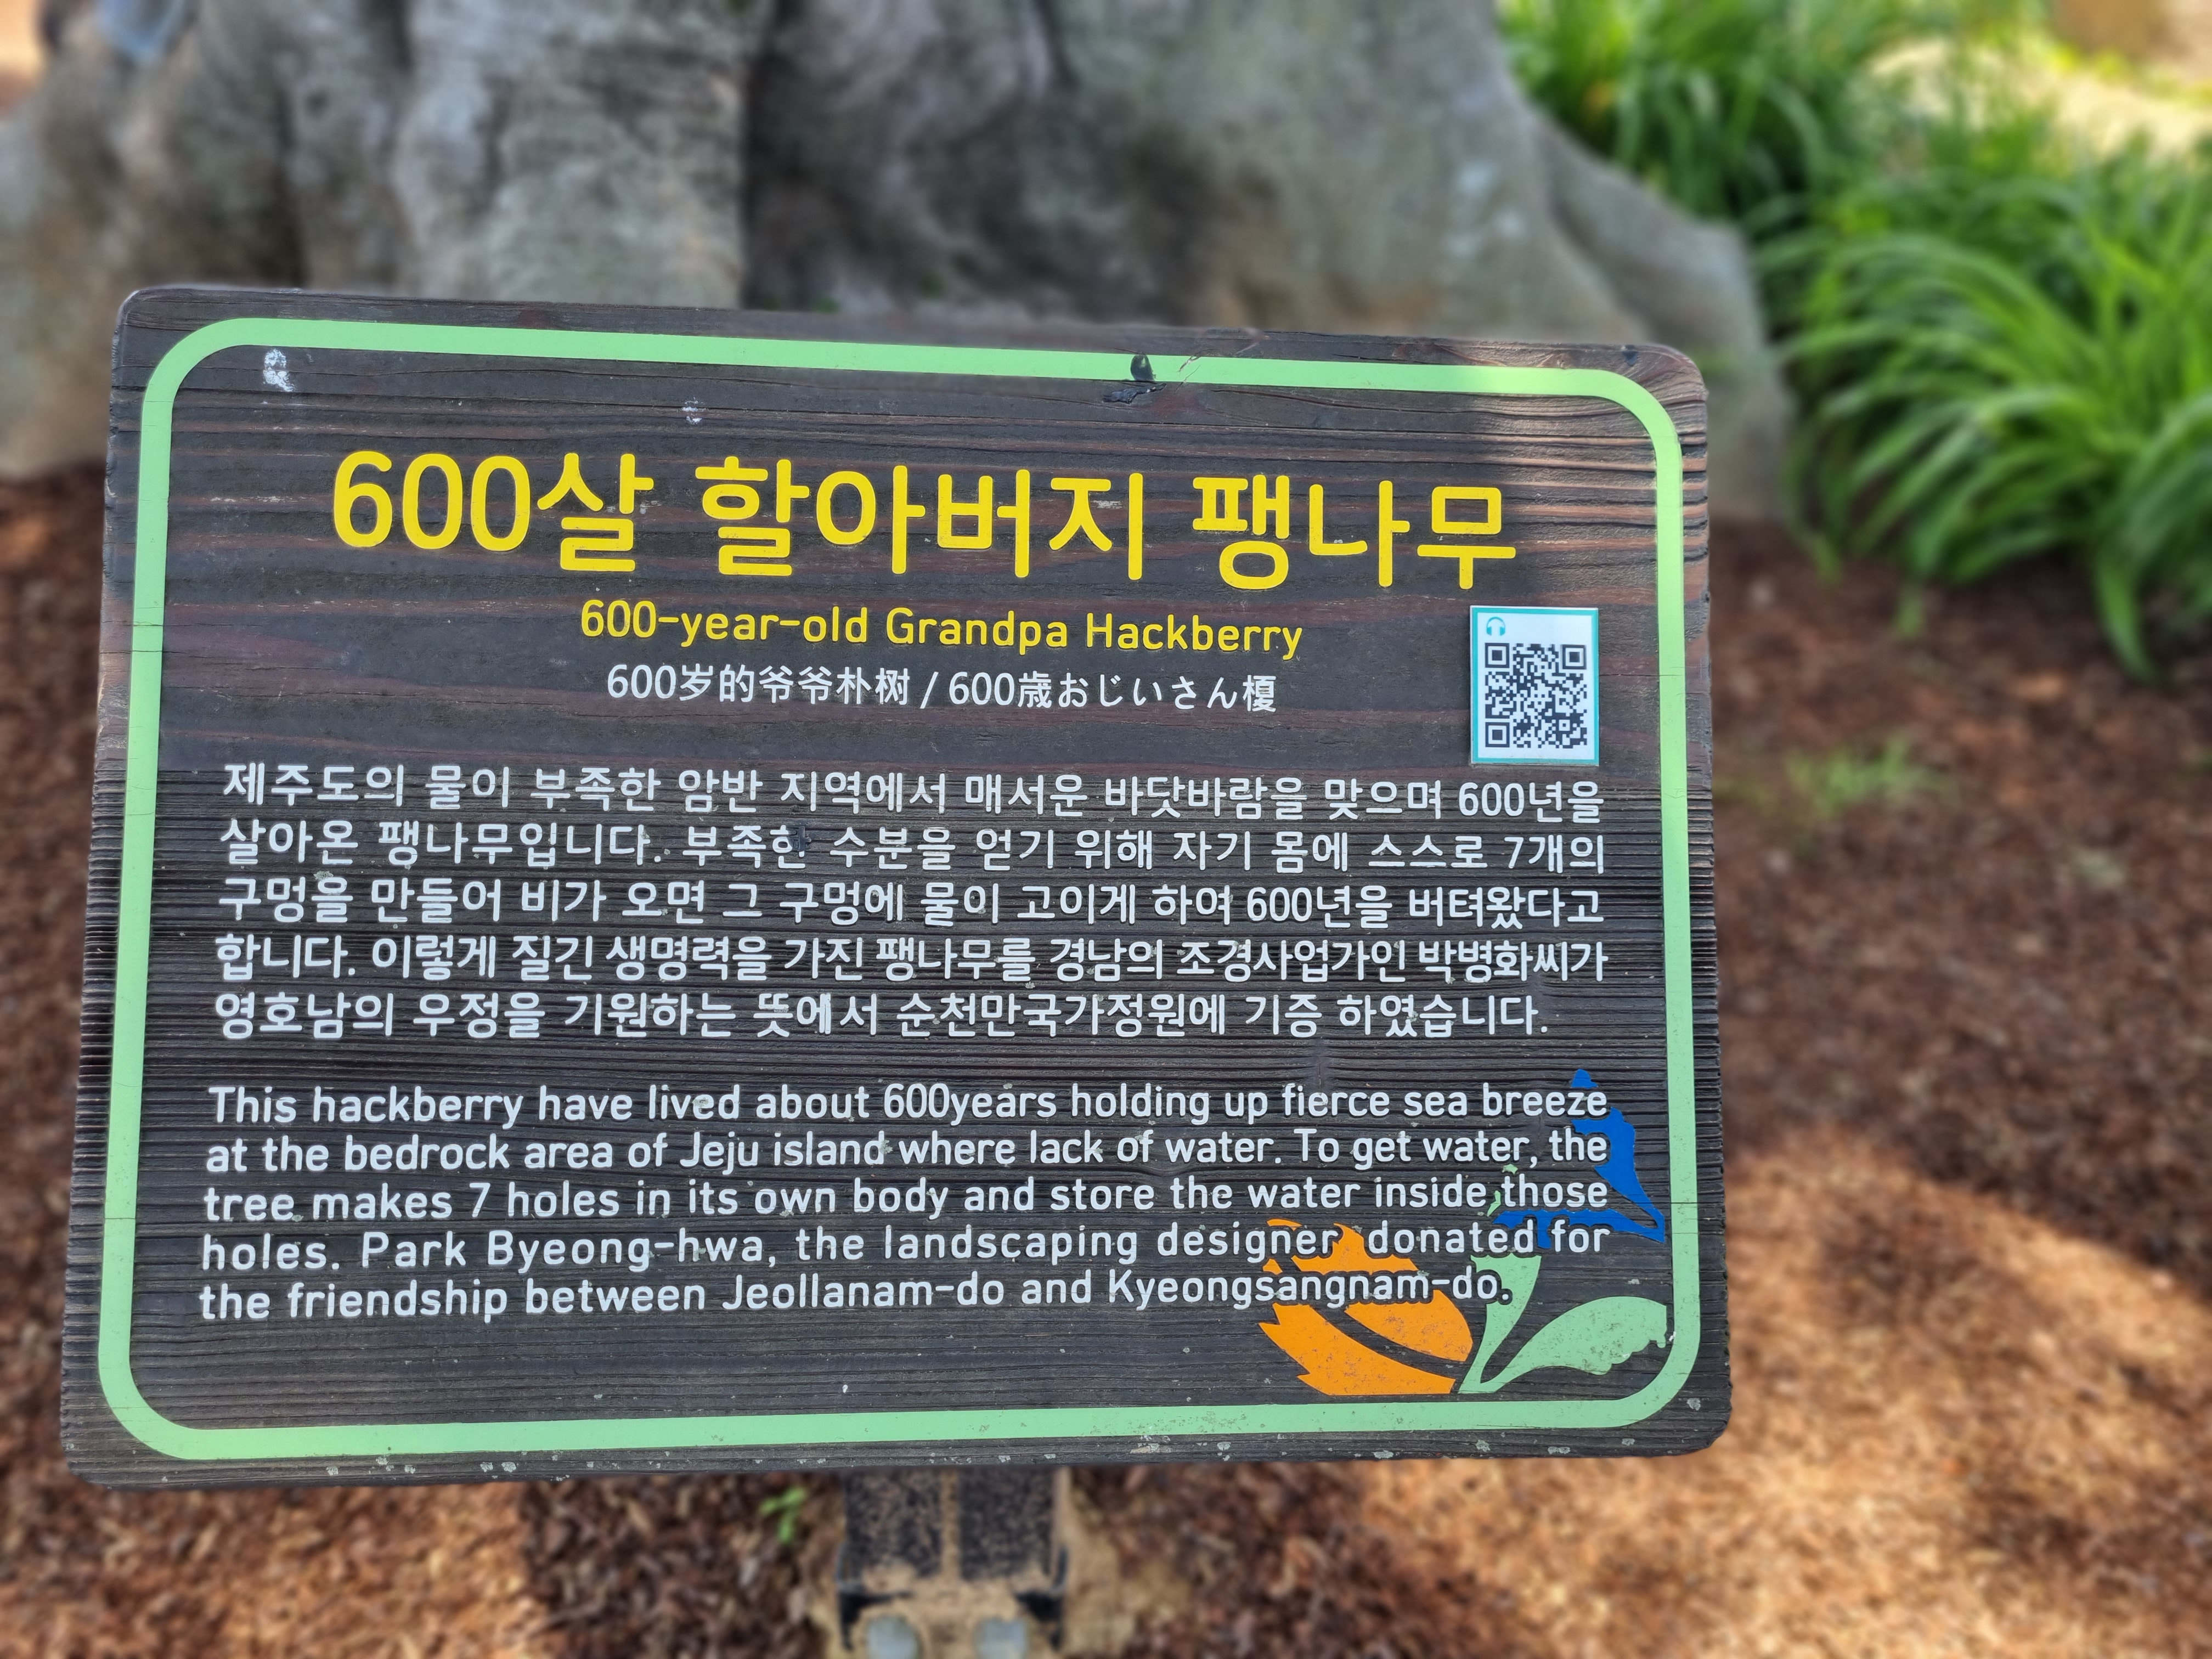 600살 할아버지 팽나무
600-year-old Grandpa Hackberry
600岁的爷爷朴树 / 600歳おじいさん榎
제주도의 물이 부족한 암반 지역에서 매서운 바닷바람을 맞으며 600년을
살아온 팽나무입니다. 부족한 수분을 얻기 위해 자기 몸에 스스로 7개의
구멍을 만들어 비가 오면 그 구멍에 물이 고이게 하여 600년을 버텨왔다고
합니다. 이렇게 질긴 생명력을 가진 팽나무를 경남의 조경사업가인 박병화씨가
영호남의 우정을 기원하는 뜻에서 순천만국가정원에 기증 하였습니다.
This hackberry have lived about 600years holding up fierce sea breeze
at the bedrock area of Jeju island where lack of water. To get water, the
tree makes 7 holes in its own body and store the water inside those
holes. Park Byeong-hwa, the landscaping designer donated for
the friendship between Jeollanam-do and Kyeongsangnam-do.